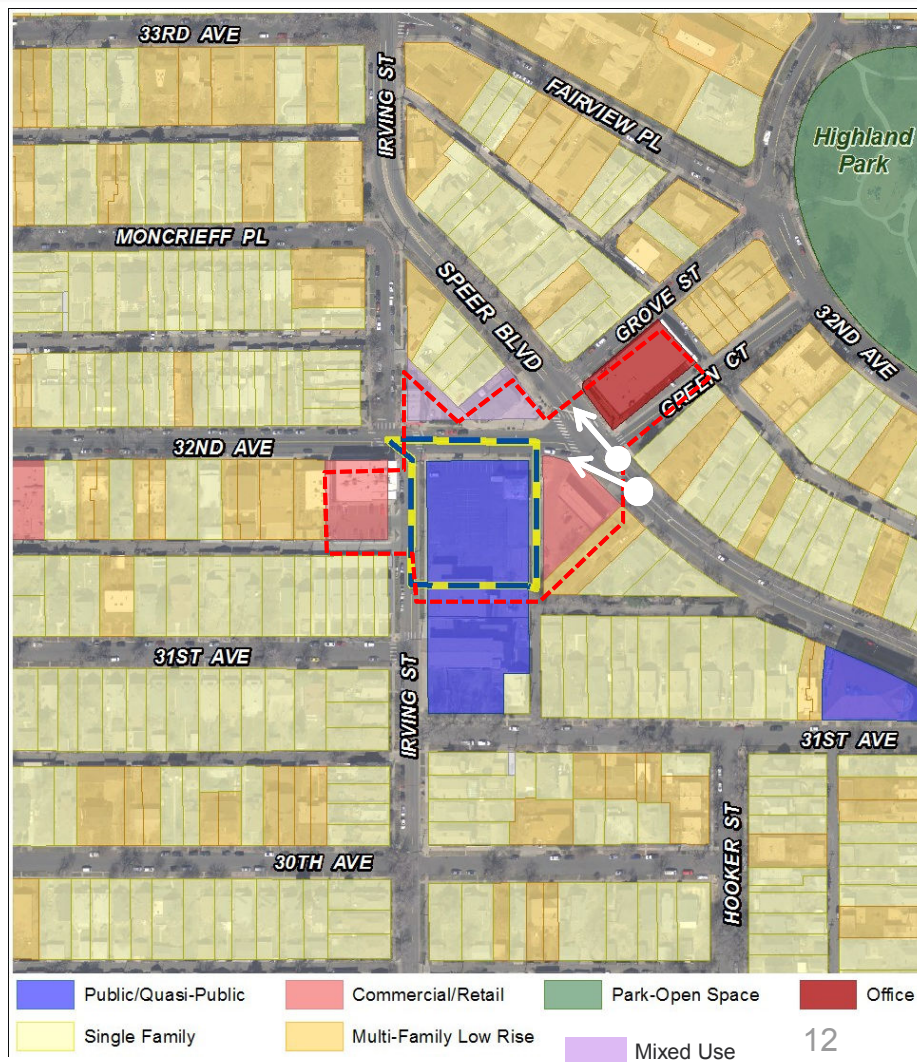 33RD AVE
IRVING ST
FAIRVIEW PL
Highland
Park
MONCRIEFF PL
SPEER BLVD
GROVE ST
32ND AVE
GREEN CT
32ND AVE
31ST AVE
IRVING ST
31ST AVE
30TH AVE
HOOKER ST
Public/Quasi-Public
Commercial/Retail
Park-Open Space
Office
Single Family
Multi-Family Low Rise
Mixed Use
12